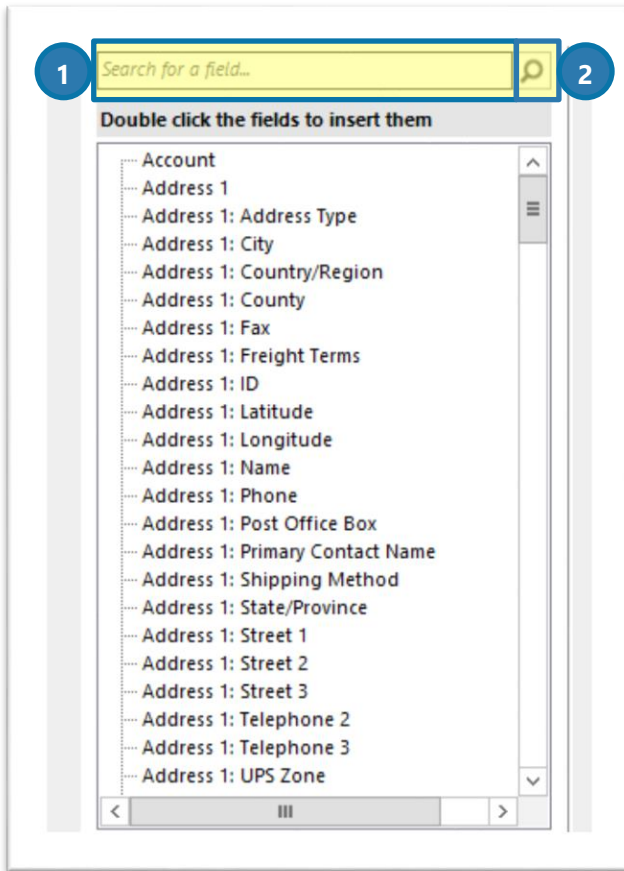 1
Search for a field...
2
Double click the fields to insert them
Account
Address 1
Address 1: Address Type
Address 1: City
Address 1: Country/Region
Address 1: County
Address 1: Fax
Address 1: Freight Terms
Address 1: ID
Address 1: Latitude
Address 1: Longitude
Address 1: Name
Address 1: Phone
Address 1: Post Office Box
Address 1: Primary Contact Name
Address 1: Shipping Method
Address 1: State/Province
Address 1: Street 1
Address 1: Street 2
Address 1: Street 3
Address 1: Telephone 2
Address 1: Telephone 3
Address 1: UPS Zone